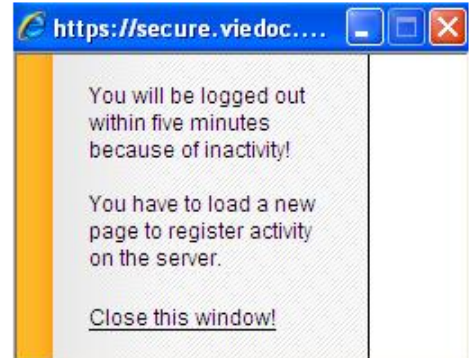 https://secure.viedoc....
You will be logged out
within five minutes
because of inactivity!
You have to load a new
page to register activity
on the server.
Close this window!